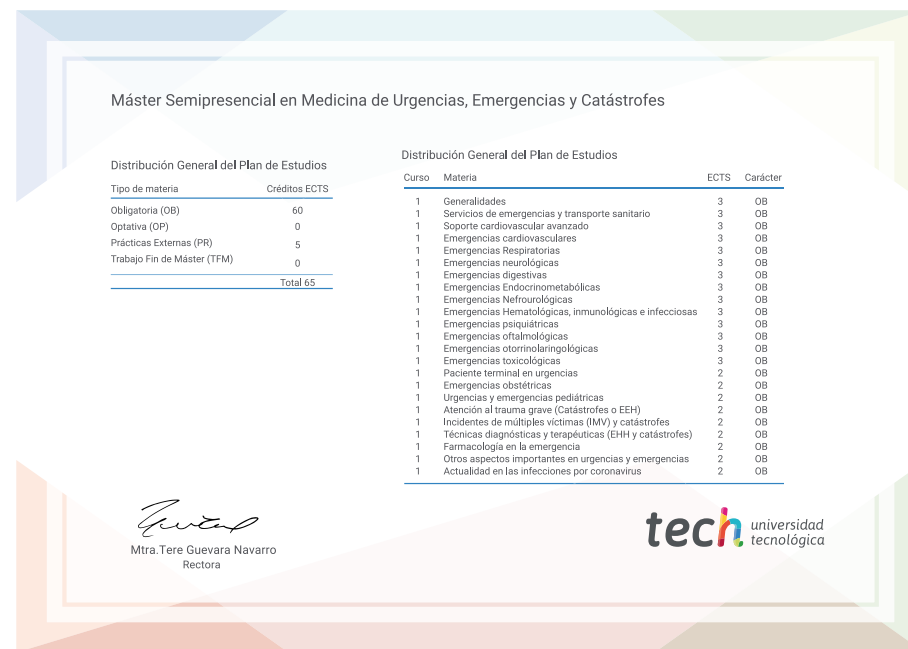 Máster Semipresencial en Medicina de Urgencias, Emergencias y Catástrofes
Distribución General del Plan de Estudios
Tipo de materia Créditos ECTS
Obligatoria (OB) 60
Optativa (OP) 0
Prácticas Externas (PR) 5
Trabajo Fin de Máster (TFM) 0
Total 65
Distribución General del Plan de Estudios
Curso Materia ECTS Carácter
1 Generalidades 3 OB
1 Servicios de emergencias y transporte sanitario 3 OB
1 Soporte cardiovascular avanzado 3 OB
1 Emergencias cardiovasculares 3 OB
1 Emergencias Respiratorias 3 OB
1 Emergencias neurológicas 3 OB
1 Emergencias digestivas 3 OB
1 Emergencias Endocrinometabólicas 3 OB
1 Emergencias Nefrourológicas 3 OB
1 Emergencias Hematológicas, inmunológicas e infecciosas 3 OB
1 Emergencias psiquiátricas 3 OB
1 Emergencias oftalmológicas 3 OB
1 Emergencias otorrinolaringológicas 3 OB
1 Emergencias toxicológicas 3 OB
1 Paciente terminal en urgencias 2 OB
1 Emergencias obstétricas 2 OB
1 Urgencias y emergencias pediátricas 2 OB
1 Atención al trauma grave (Catástrofes o EEH) 2 OB
1 Incidentes de múltiples víctimas (IMV) y catástrofes 2 OB
1 Técnicas diagnósticas y terapéuticas (EHH y catástrofes) 2 OB
1 Farmacología en la emergencia 2 OB
1 Otros aspectos importantes en urgencias y emergencias 2 OB
1 Actualidad en las infecciones por coronavirus 2 OB
Mtra.Tere Guevara Navarro
Rectora
tech universidad
tecnológica